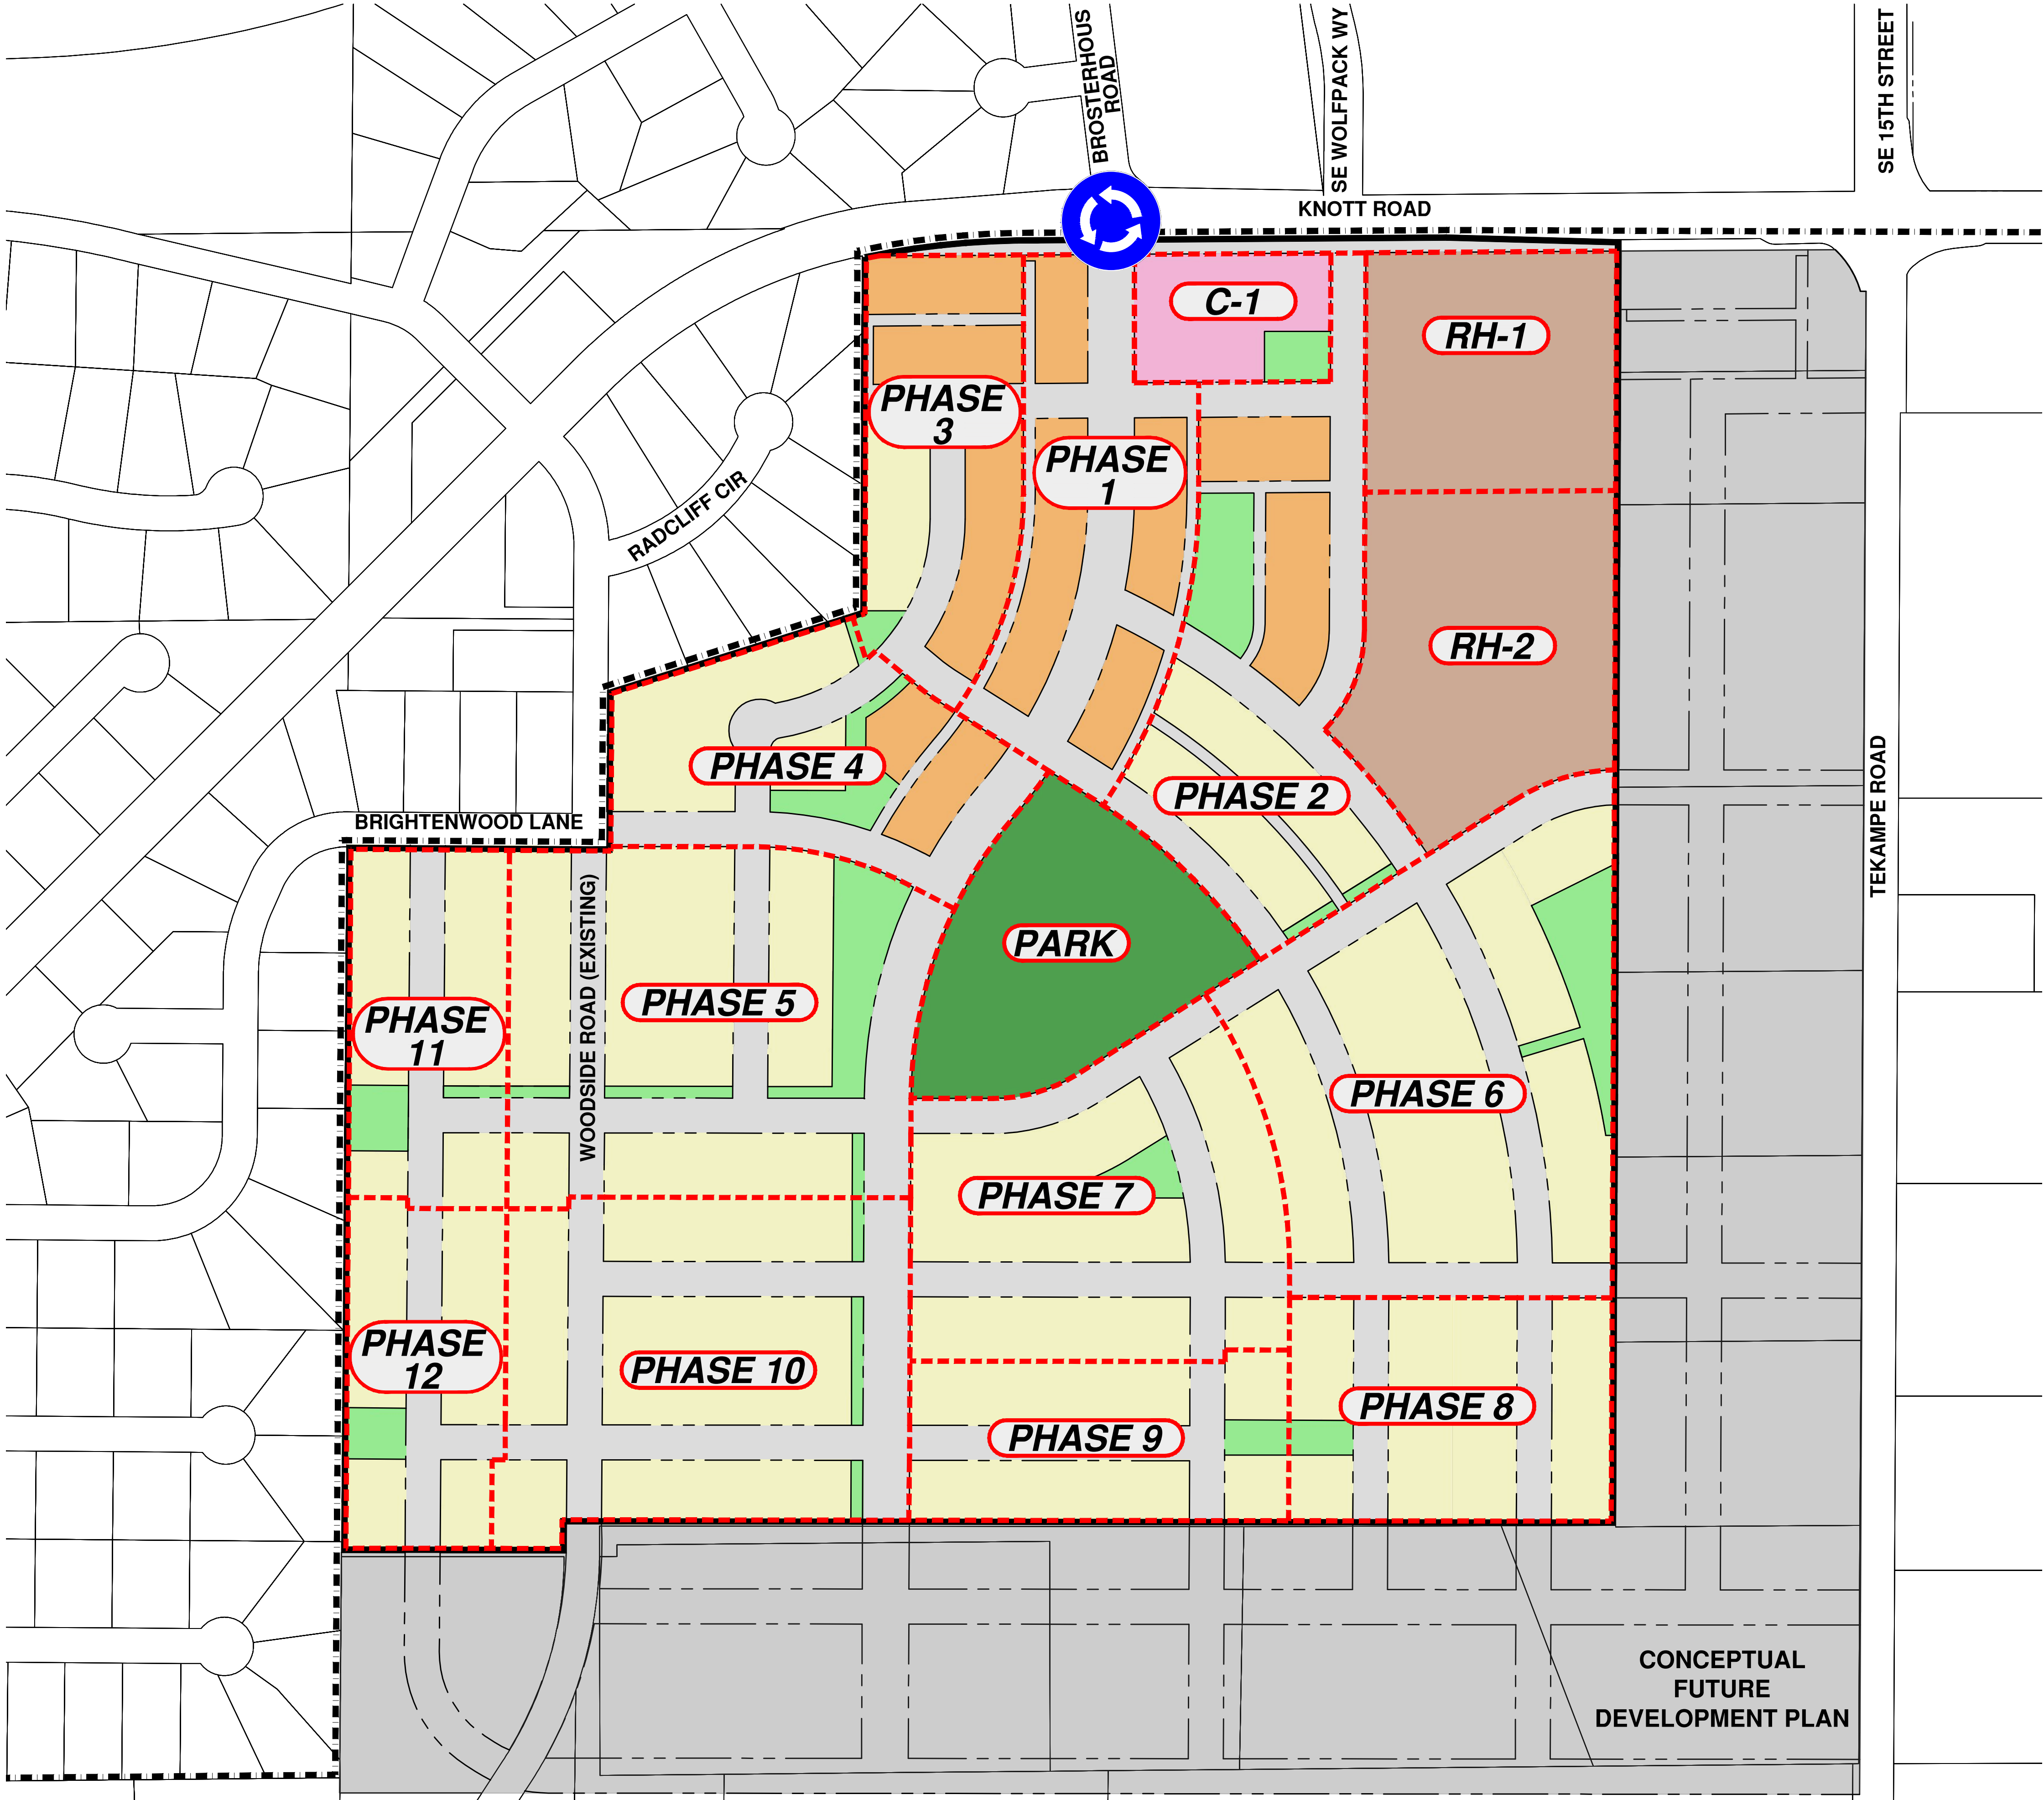 BROSTERHOUS
ROAD
SE WOLFPACK WY
SE 15TH STREET
KNOTT ROAD
C-1
RH-1
PHASE
3
PHASE
1
RADCLIFF CIR
RH-2
PHASE 4
PHASE 2
TEKAMPE ROAD
BRIGHTENWOOD LANE
PARK
WOODSIDE ROAD (EXISTING)
PHASE 5
PHASE
11
PHASE 6
PHASE 7
PHASE
12
PHASE 10
PHASE 8
PHASE 9
CONCEPTUAL
FUTURE
DEVELOPMENT PLAN